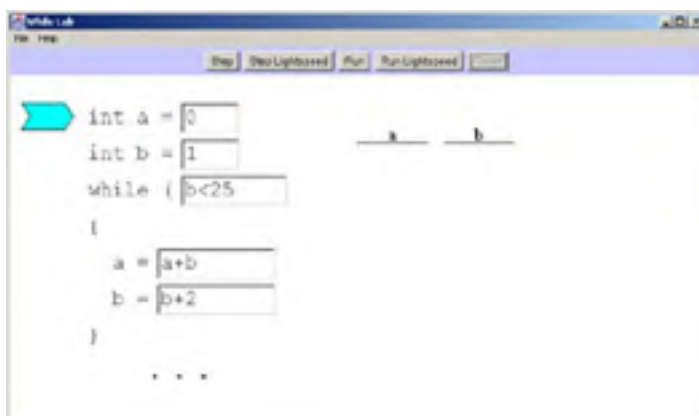 While Lab
File Help
Step Step Lightspeed Run Run Lightspeed
int a = 0 a b
int b = 1
while ( b<25
{
a = a+b
b = b+2
}
. . .